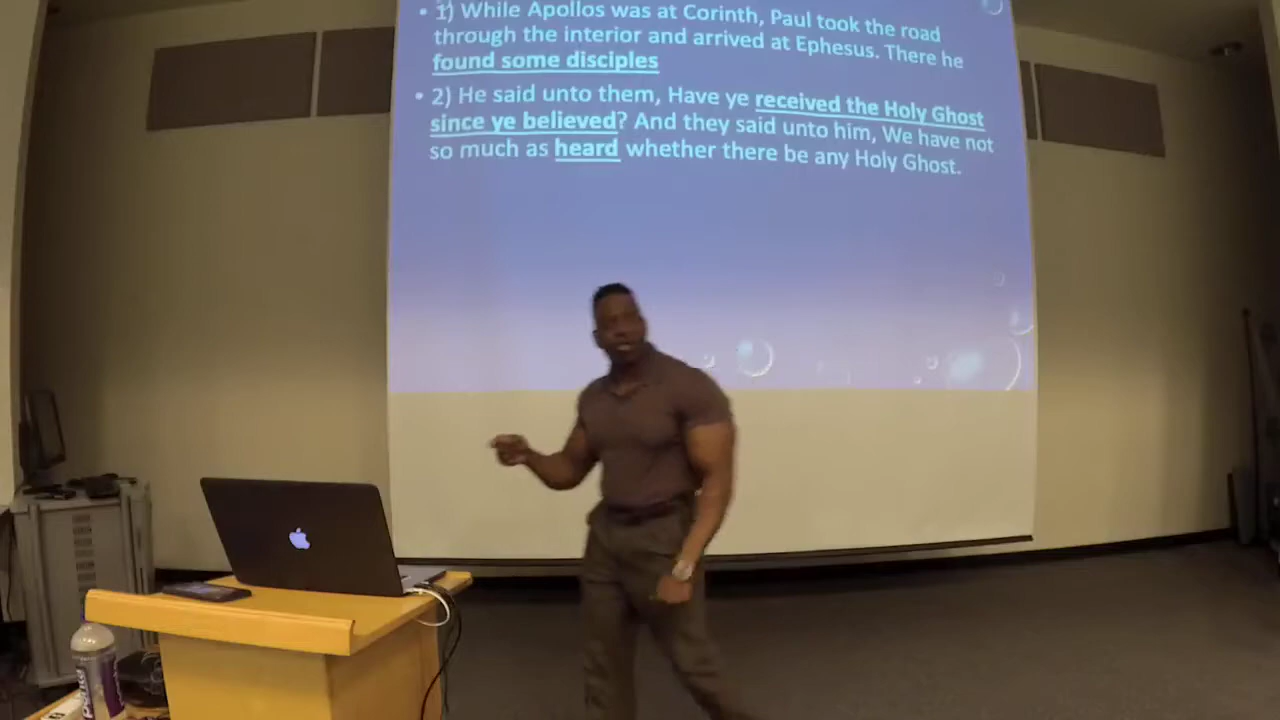 • 1) While Apollos was at Corinth, Paul took the road
through the interior and arrived at Ephesus. There he
found some disciples
• 2) He said unto them, Have ye received the Holy Ghost
since ye believed? And they said unto him, We have not
so much as heard whether there be any Holy Ghost.